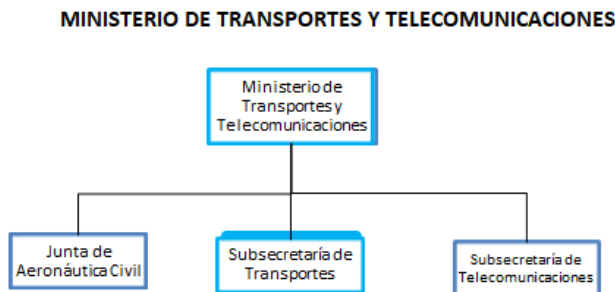 MINISTERIO DE TRANSPORTES Y TELECOMUNICACIONES
Ministerio de
Transportes y
Telecomunicaciones
Junta de
Aeronáutica Civil
Subsecretaría de
Transportes
Subsecretaría de
Telecomunicaciones